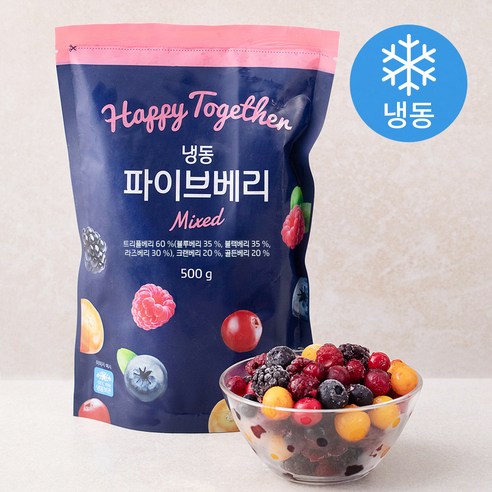 Happy Together
냉동
파이브베리
Mixed
트리플베리 60 %(블루베리 35 %, 블랙베리 35 %,
라즈베리 30 %), 크랜베리 20 %, 골든베리 20 %
500 g
냉동